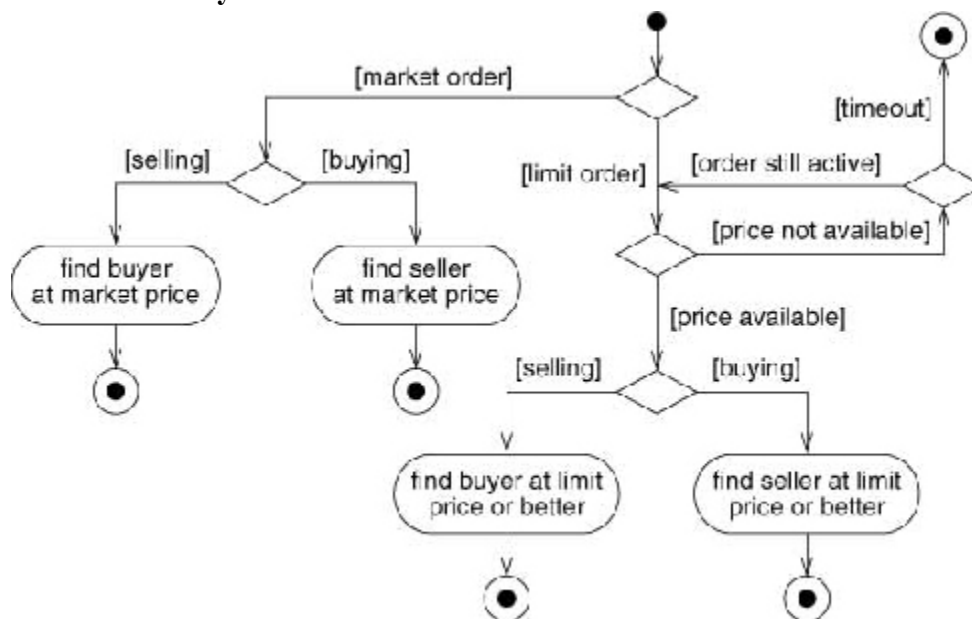 [market order]
[timeout]
[selling]
[buying]
[limit order]
[order still active]
[price not available]
find buyer
at market price
find seller
at market price
[price available]
[selling]
[buying]
find buyer at limit
price or better
find seller at limit
price or better